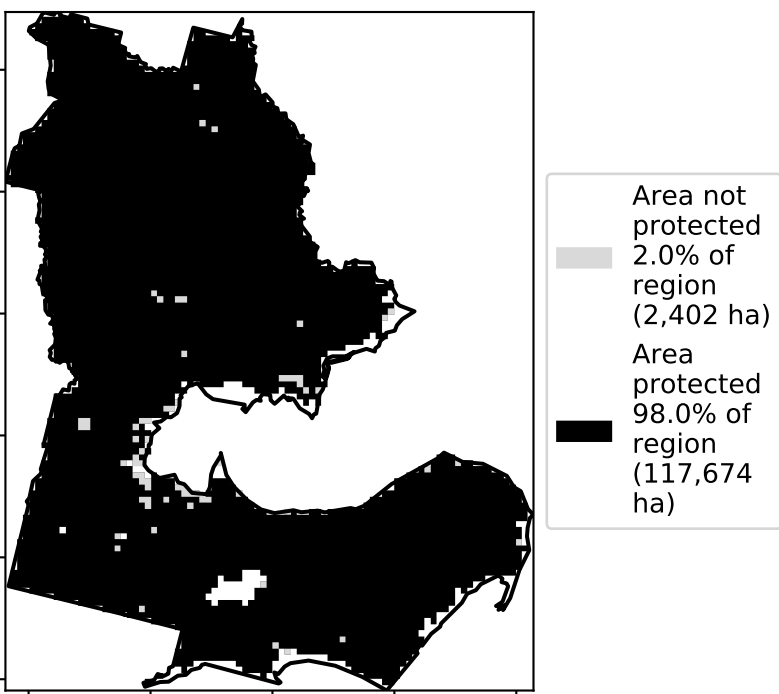 Area not
protected
2.0% of
region
(2,402 ha)
Area
protected
98.0% of
region
(117,674
ha)